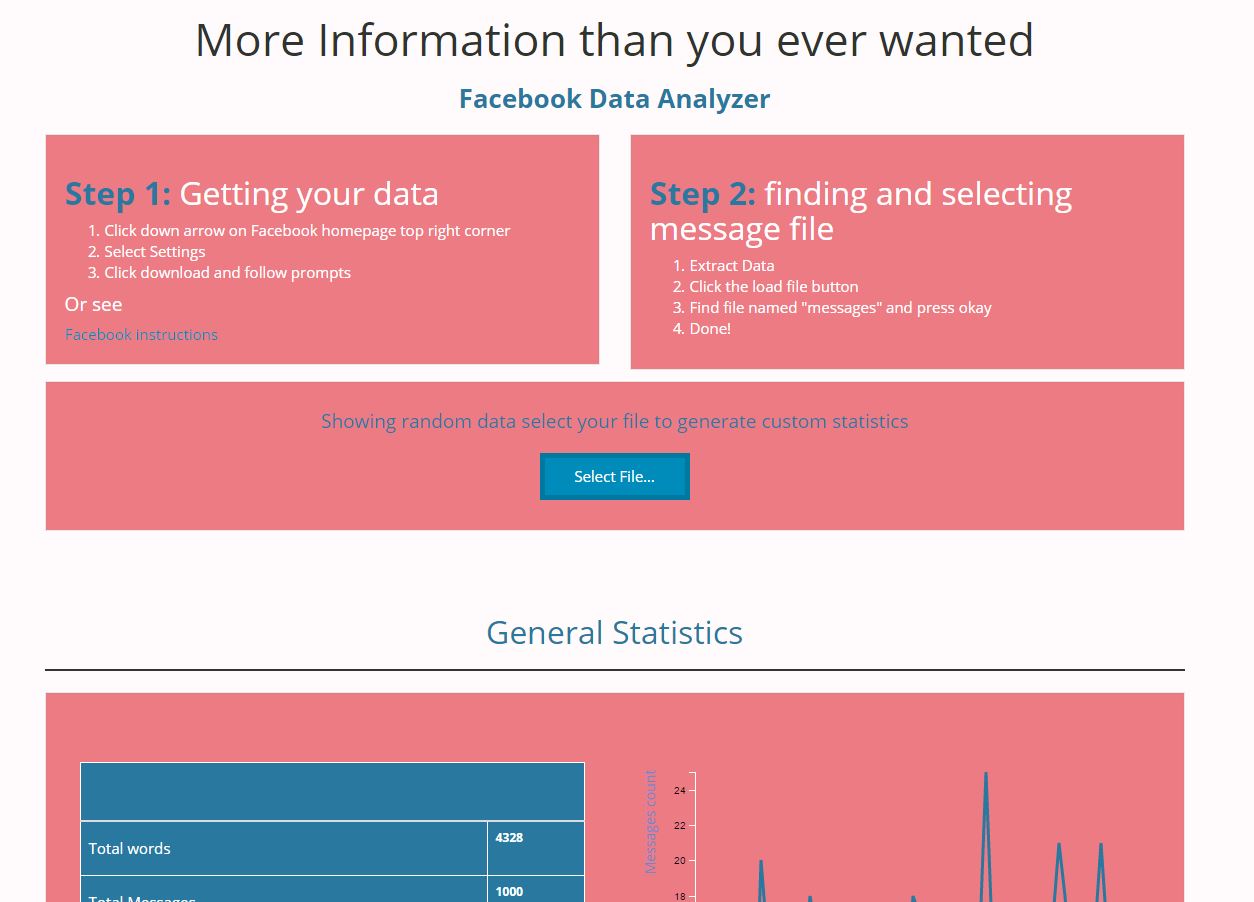 More Information than you ever wanted
Facebook Data Analyzer
Step 1: Getting your data
1. Click down arrow on Facebook homepage top right corner
2. Select Settings
3. Click download and follow prompts
Or see
Facebook instructions
Step 2: finding and selecting
message file
1. Extract Data
2. Click the load file button
3. Find file named "messages" and press okay
4. Done!
Showing random data select your file to generate custom statistics
Select File...
General Statistics
Total words 4328
Total Messages 1000
Messages count
24
22
20
18